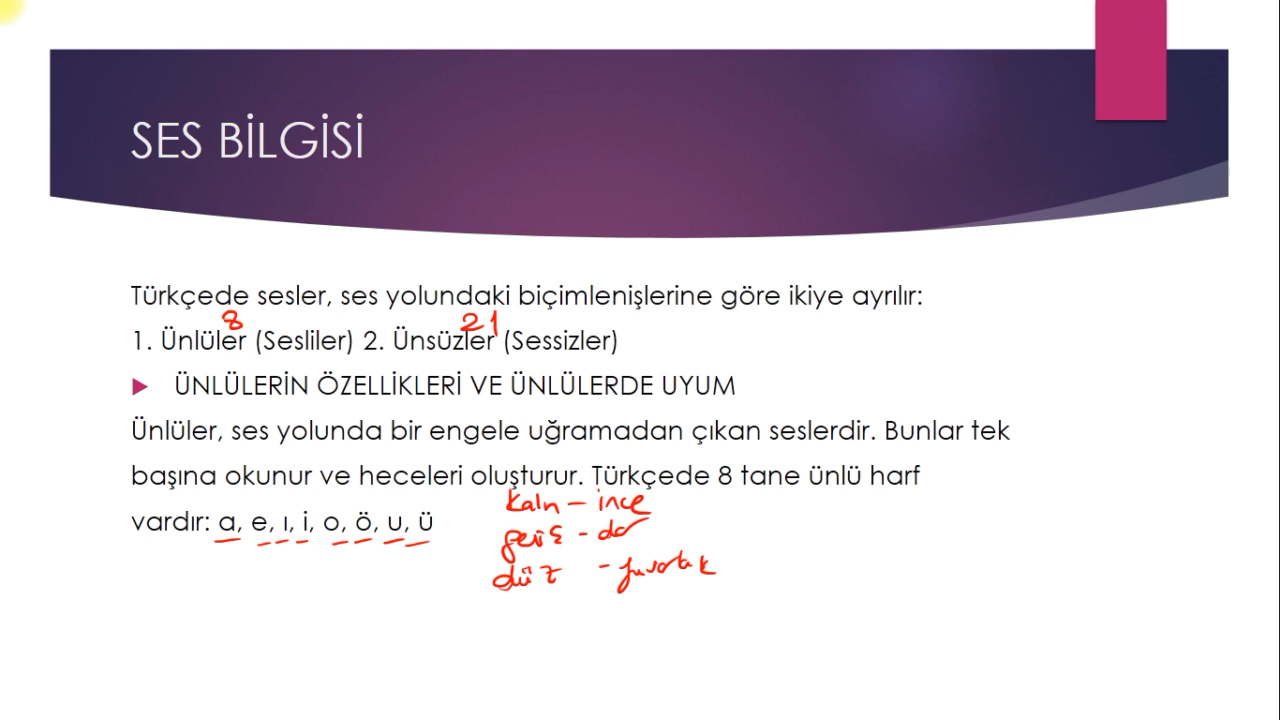 SES BİLGİSİ
Türkçede sesler, ses yolundaki biçimlenişlerine göre ikiye ayrılır:
8 21
1. Ünlüler (Sesliler) 2. Ünsüzler (Sessizler)
ÜNLÜLERİN ÖZELLİKLERİ VE ÜNLÜLERDE UYUM
Ünlüler, ses yolunda bir engele uğramadan çıkan seslerdir. Bunlar tek
başına okunur ve heceleri oluşturur. Türkçede 8 tane ünlü harf
vardır: a, e, ı, i, o, ö, u, ü
kalın – ince
geniş - dar
düz - yuvarlak